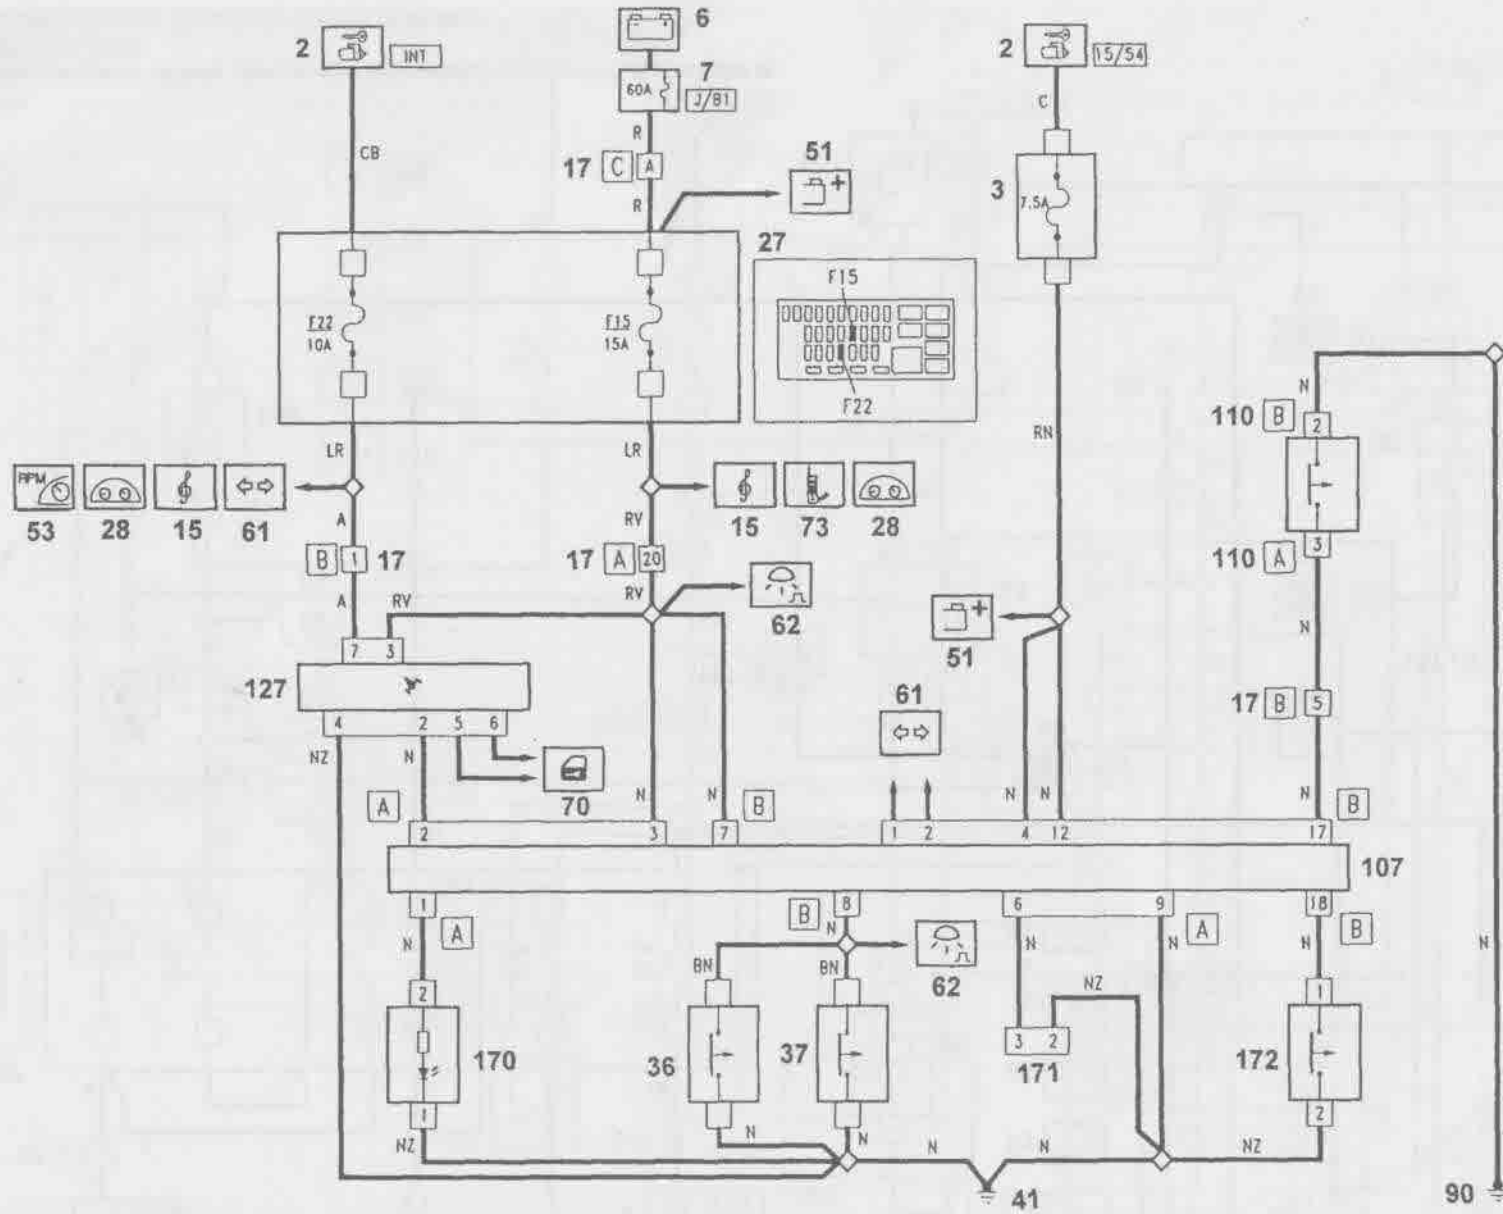 2 INT 6 2 15/54
60A 7 J/B1
C
R
CB 17 C A 51
R 3 7.5A
27
F15
F22 10A F15 15A
F22
N
LR LR RN 110 B 2
RPM
53 28 15 61 15 73 28
A RV 110 A 3
B 1 17 17 A 20
A RV RV 62 N
7 3 51
127 61 17 B 5
4 2 5 6
NZ N 70
A N N B N N N B
2 3 7 1 2 4 12 17
107
1 B 8 6 9 18
A N A B
N BN BN 62 N N N N
2 NZ 1
170 36 37 3 2 172
171
1 2
NZ N N N N NZ
41 90